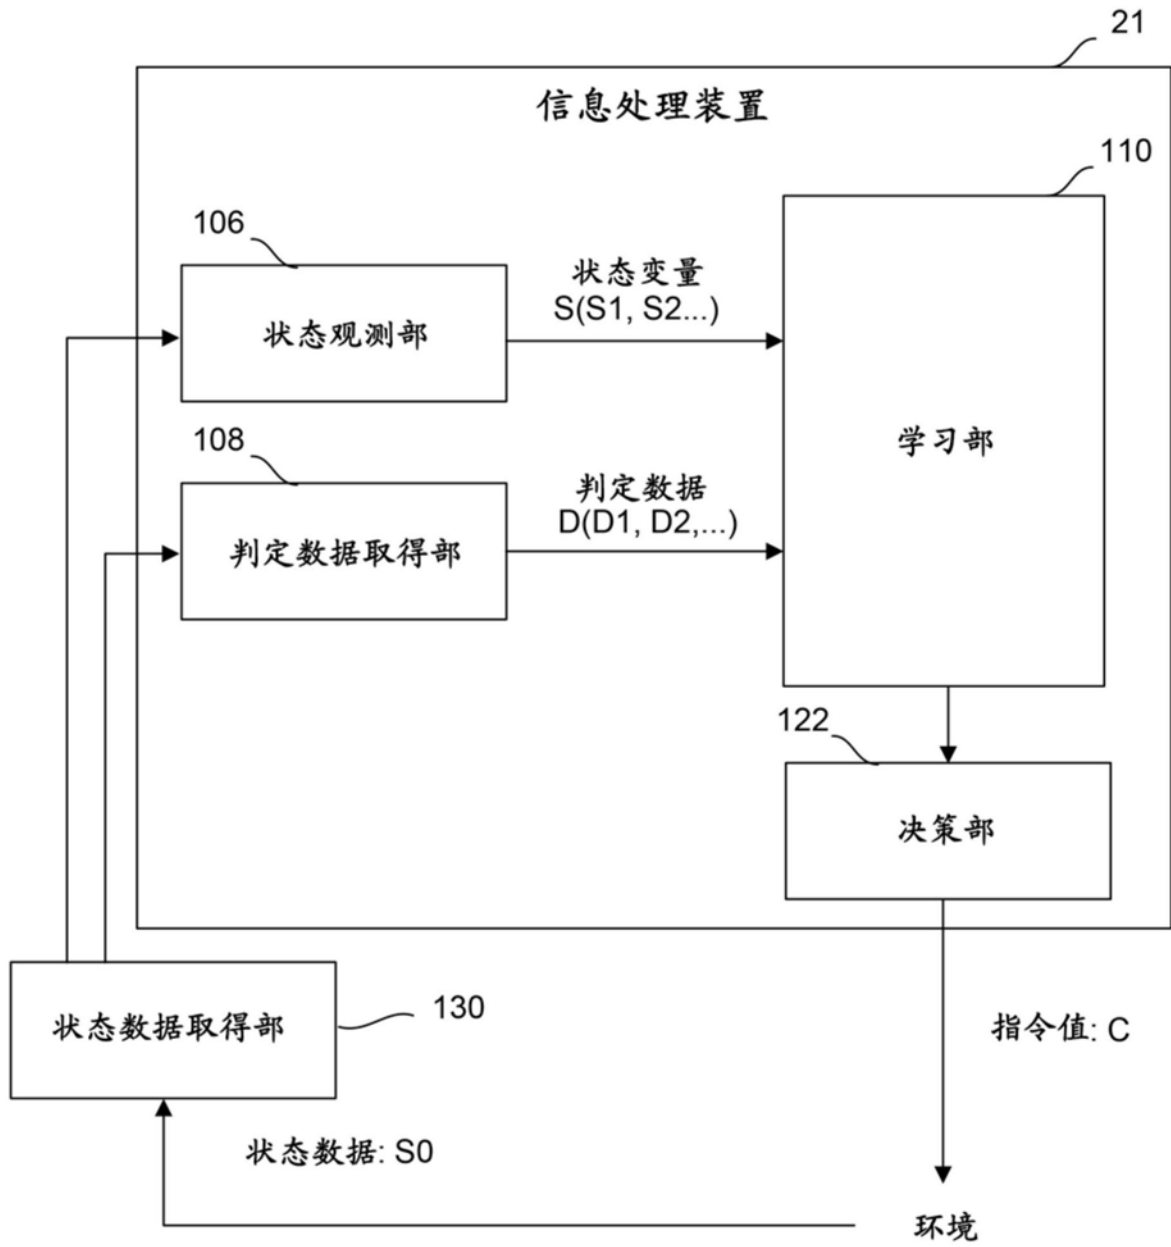 21
信息处理装置
110
106
状态变量
S(S1, S2...)
状态观测部
学习部
108
判定数据
D(D1, D2,...)
判定数据取得部
122
决策部
状态数据取得部
130
指令值: C
状态数据: S0
环境